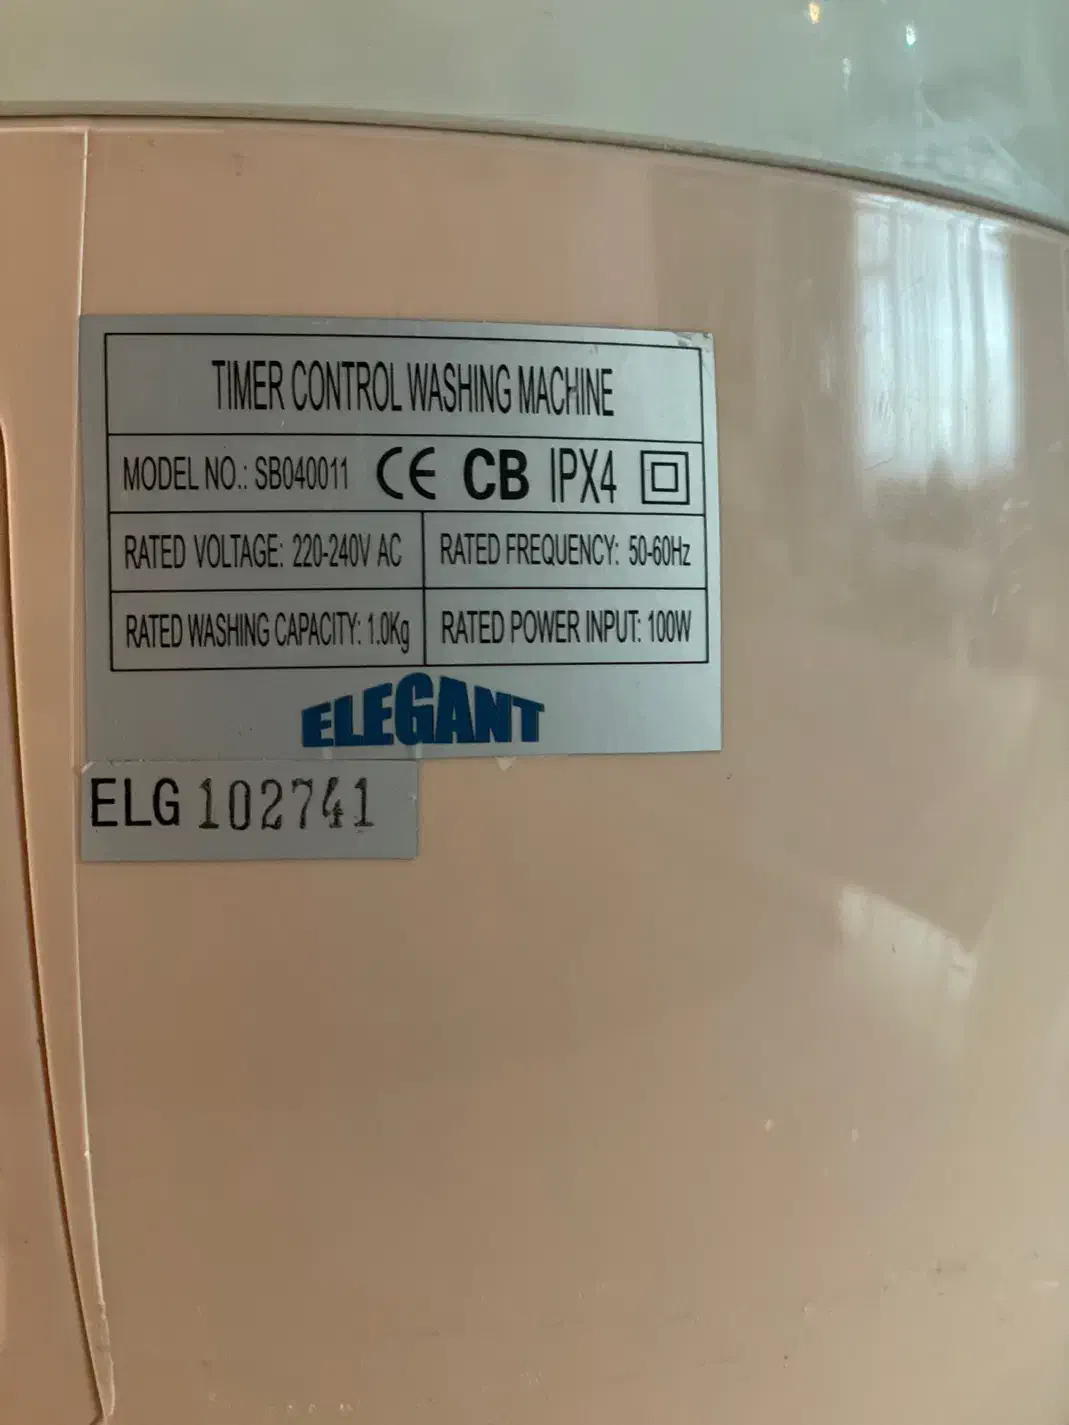 TIMER CONTROL WASHING MACHINE
MODEL NO.: SB040011 CE CB IPX4
RATED VOLTAGE: 220-240V AC RATED FREQUENCY: 50-60Hz
RATED WASHING CAPACITY: 1.0Kg RATED POWER INPUT: 100W
ELEGANT
ELG 102741